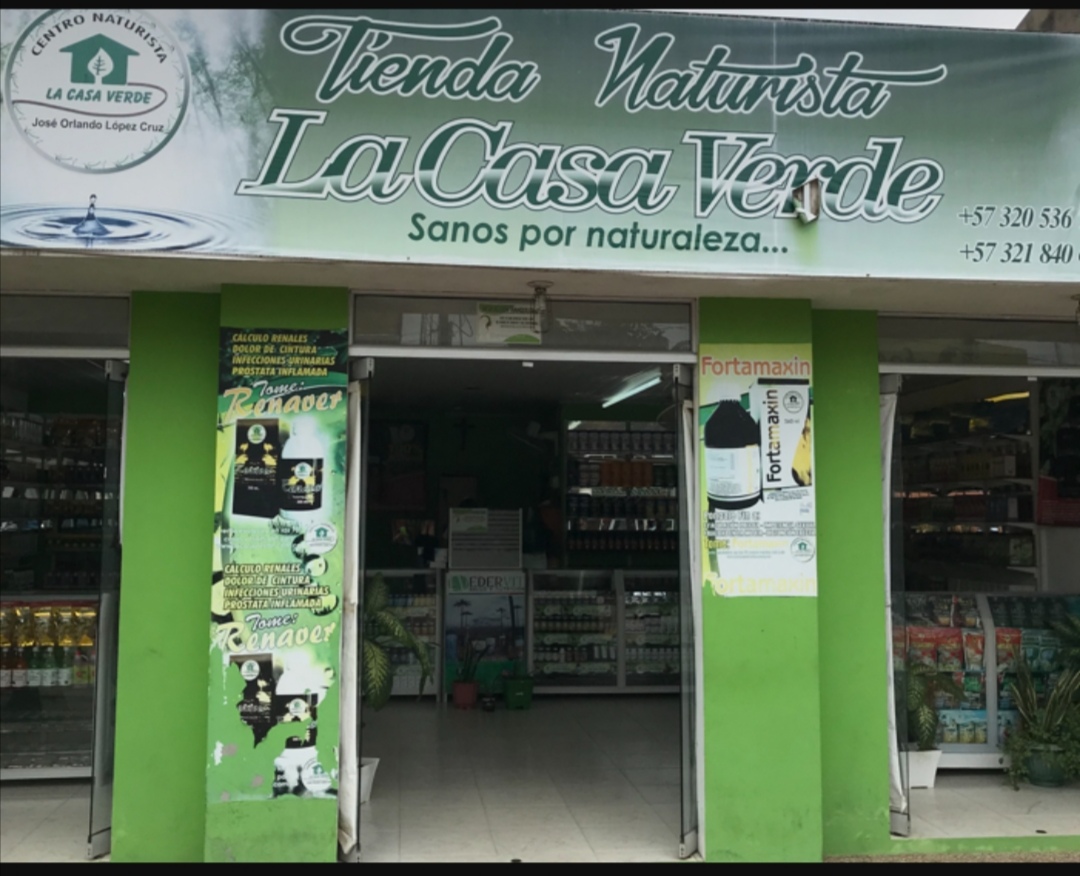 CENTRO NATURISTA
LA CASA VERDE
José Orlando López Cruz
Tienda Naturista
La Casa Verde
Sanos por naturaleza...
+57 320 536
+57 321 840
CALCULO RENALES
DOLOR DE CINTURA
INFECCIONES URINARIAS
PROSTATA INFLAMADA
Tome:
Renaver
CALCULO RENALES
DOLOR DE CINTURA
INFECCIONES URINARIAS
PROSTATA INFLAMADA
Tome:
Renaver
Fortamaxin
Fortamaxin
ortamaxin